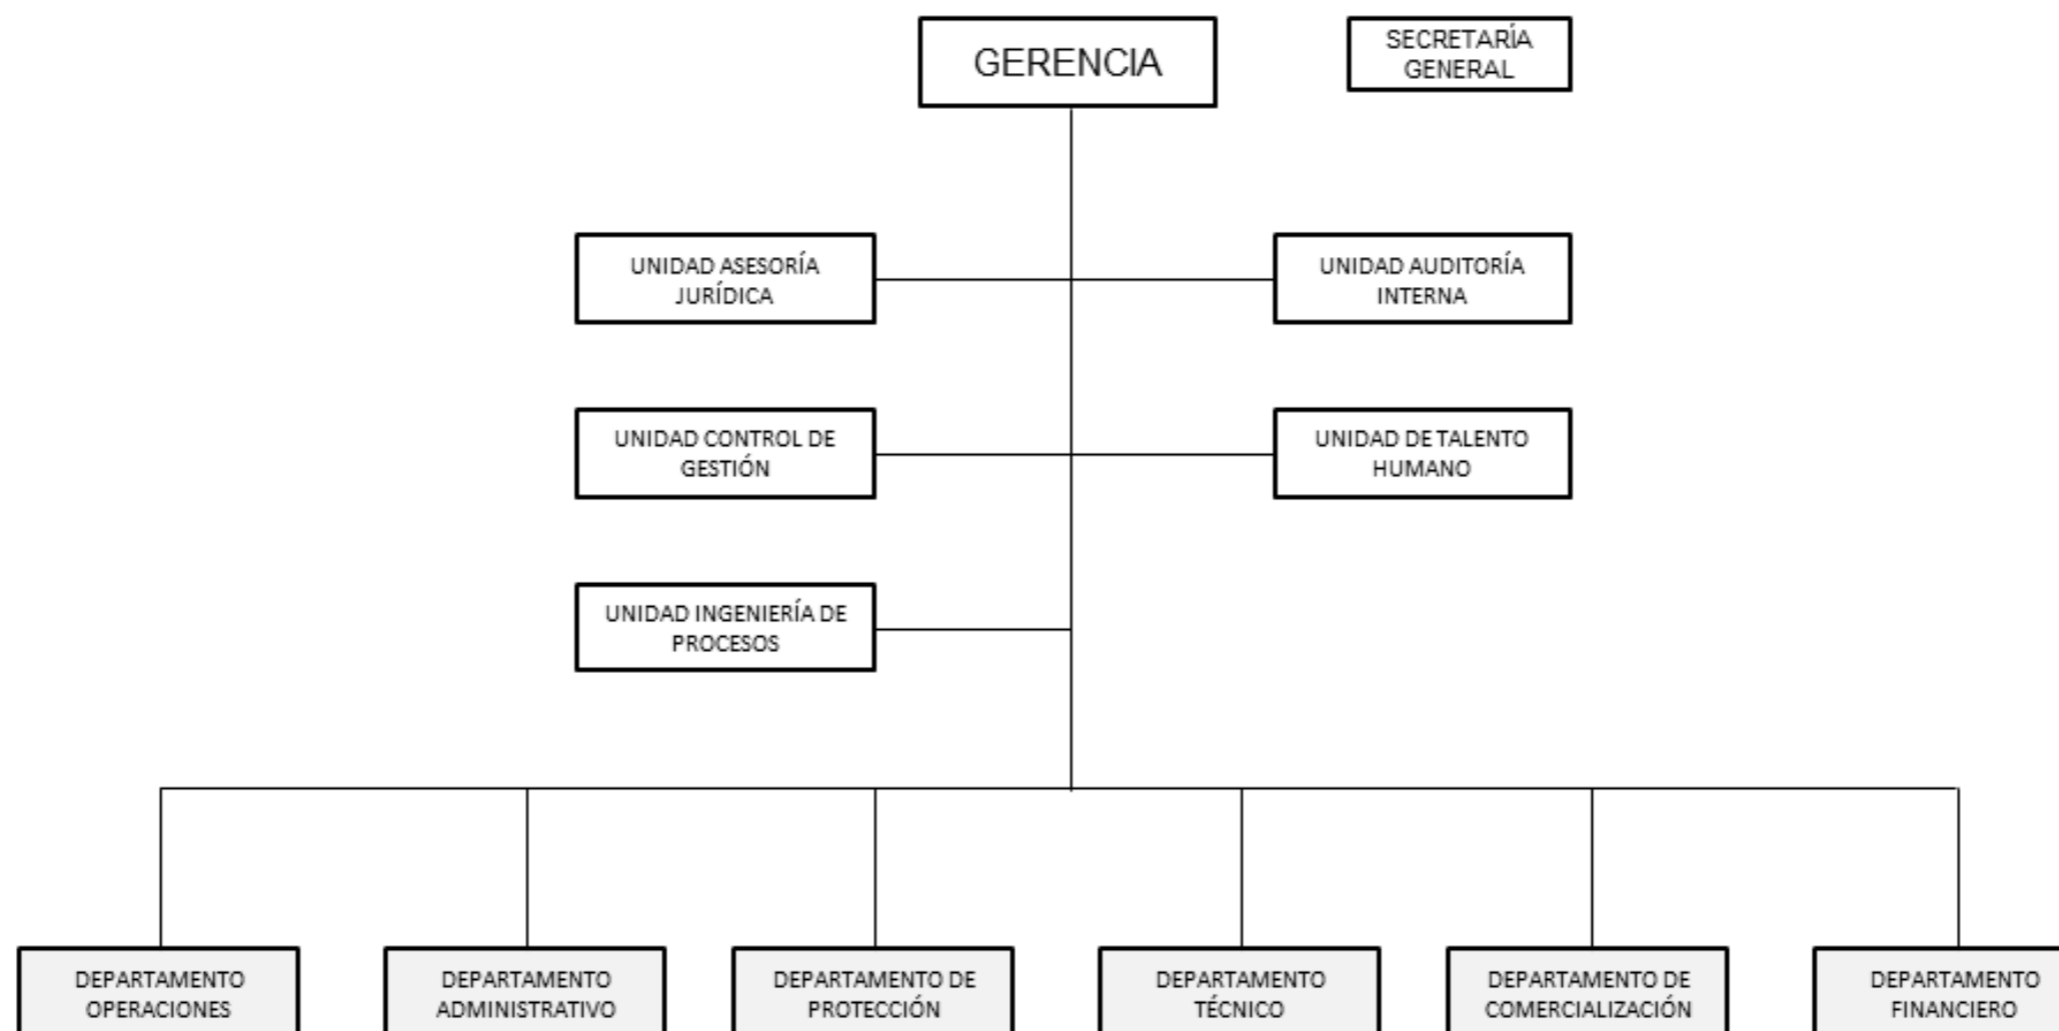 GERENCIA
SECRETARÍA
GENERAL
UNIDAD ASESORÍA
JURÍDICA
UNIDAD AUDITORÍA
INTERNA
UNIDAD CONTROL DE
GESTIÓN
UNIDAD DE TALENTO
HUMANO
UNIDAD INGENIERÍA DE
PROCESOS
DEPARTAMENTO
OPERACIONES
DEPARTAMENTO
ADMINISTRATIVO
DEPARTAMENTO DE
PROTECCIÓN
DEPARTAMENTO
TÉCNICO
DEPARTAMENTO DE
COMERCIALIZACIÓN
DEPARTAMENTO
FINANCIERO